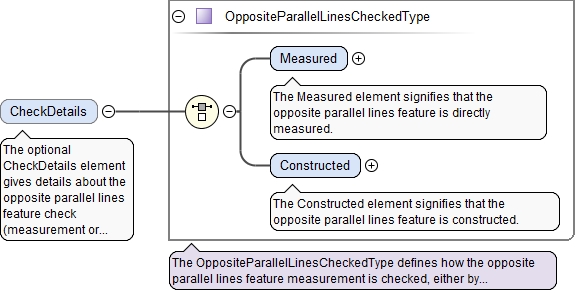 OppositeParallelLinesCheckedType
Measured
The Measured element signifies that the
opposite parallel lines feature is directly
measured.
CheckDetails
The optional
CheckDetails element
gives details about the
opposite parallel lines
feature check
(measurement or...
Constructed
The Constructed element signifies that the
opposite parallel lines feature is constructed.
The OppositeParallelLinesCheckedType defines how the opposite
parallel lines feature measurement is checked, either by...